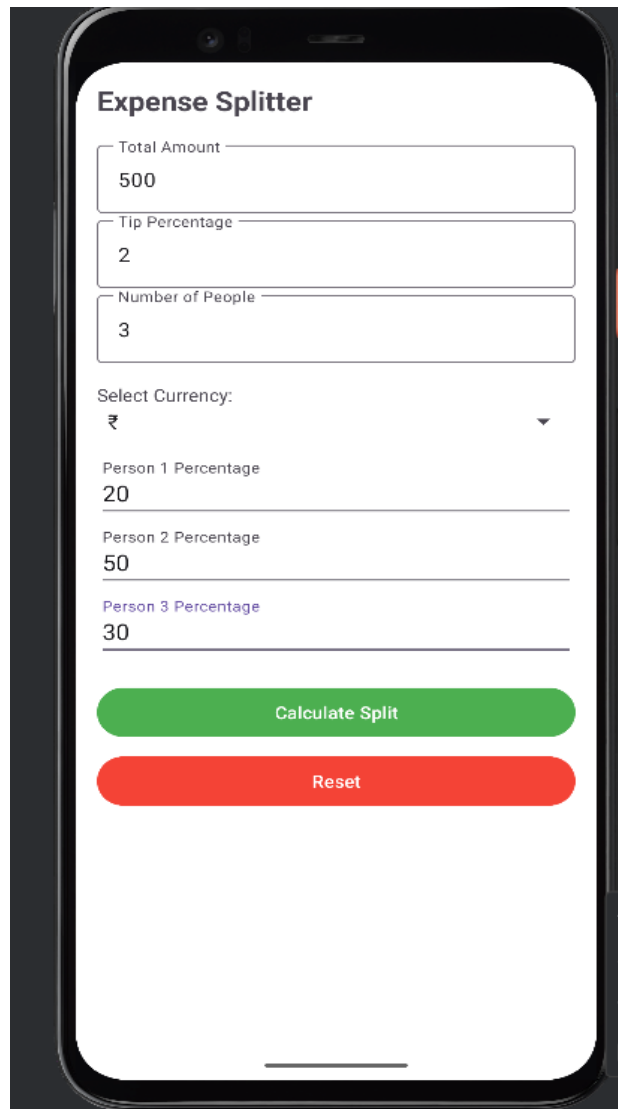 Expense Splitter
Total Amount
500
Tip Percentage
2
Number of People
3
Select Currency:
₹
Person 1 Percentage
20
Person 2 Percentage
50
Person 3 Percentage
30
Calculate Split
Reset